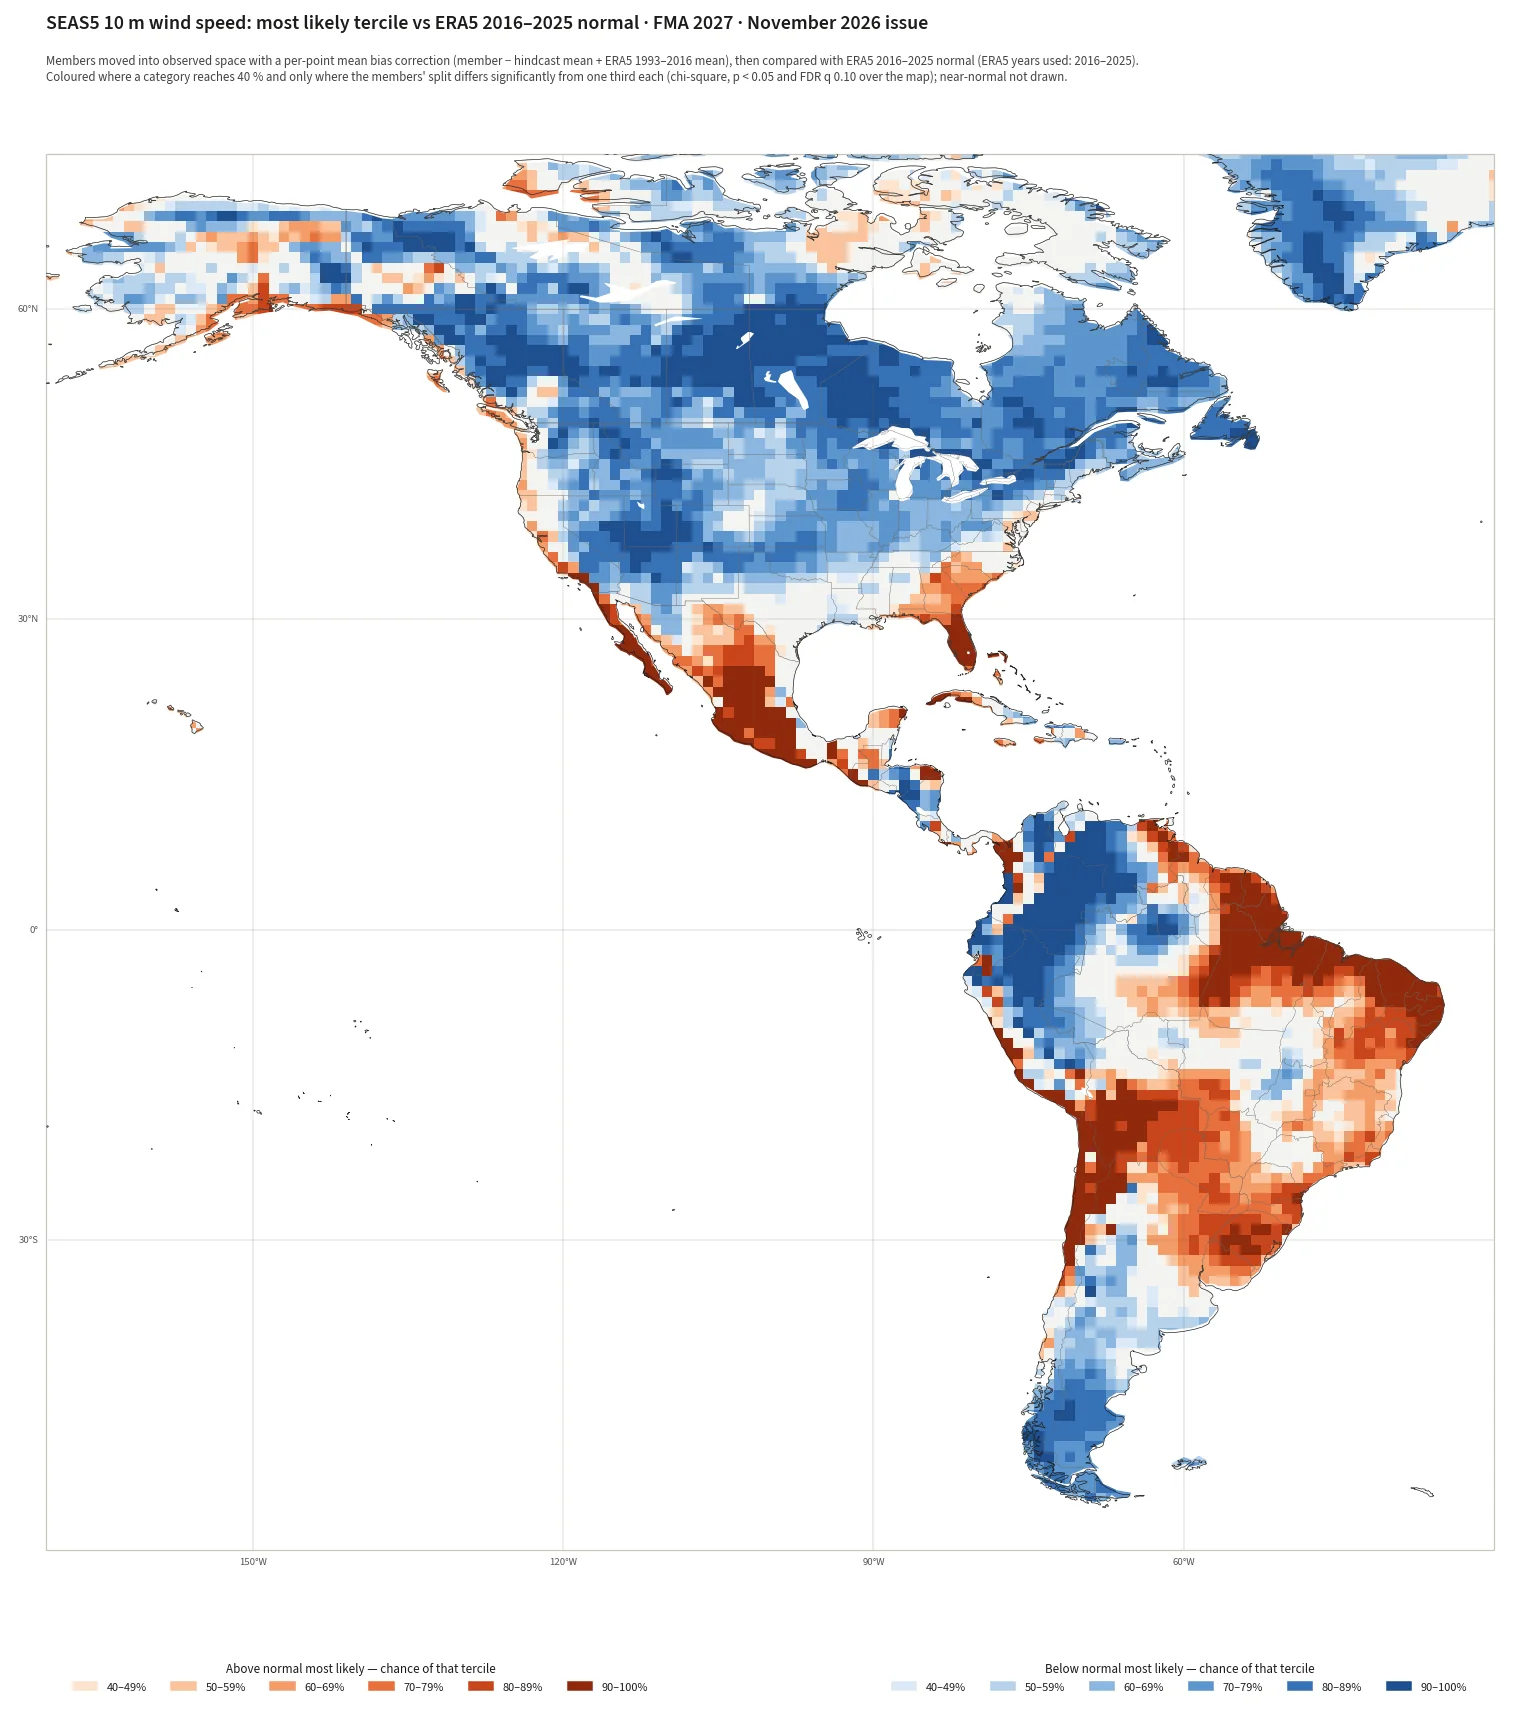 SEAS5 10 m wind speed: most likely tercile vs ERA5 2016–2025 normal · FMA 2027 · November 2026 issue
Members moved into observed space with a per-point mean bias correction (member − hindcast mean + ERA5 1993–2016 mean), then compared with ERA5 2016–2025 normal (ERA5 years used: 2016–2025).
Coloured where a category reaches 40 % and only where the members' split differs significantly from one third each (chi-square, p < 0.05 and FDR q 0.10 over the map); near-normal not drawn.
60°N
30°N
0°
30°S
150°W 120°W 90°W 60°W
Above normal most likely — chance of that tercile
40–49% 50–59% 60–69% 70–79% 80–89% 90–100%
Below normal most likely — chance of that tercile
40–49% 50–59% 60–69% 70–79% 80–89% 90–100%